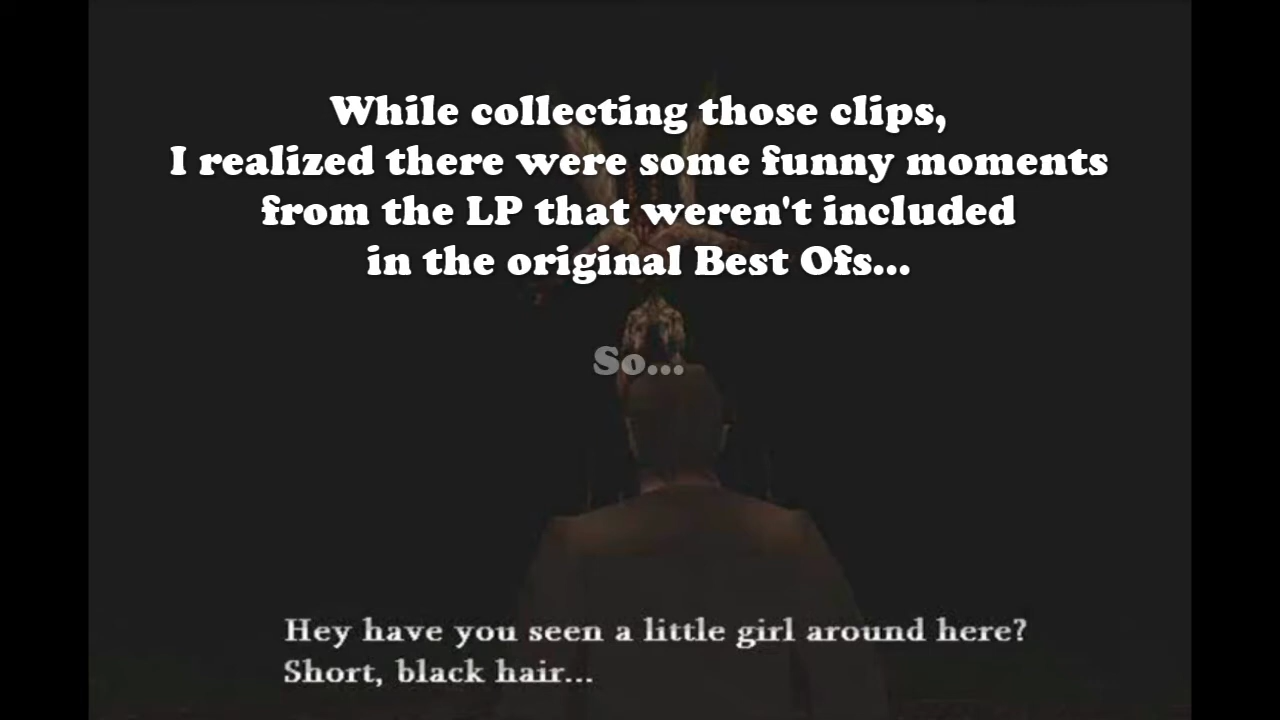 While collecting those clips,
I realized there were some funny moments
from the LP that weren't included
in the original Best Ofs...
So...
Hey have you seen a little girl around here?
Short, black hair...